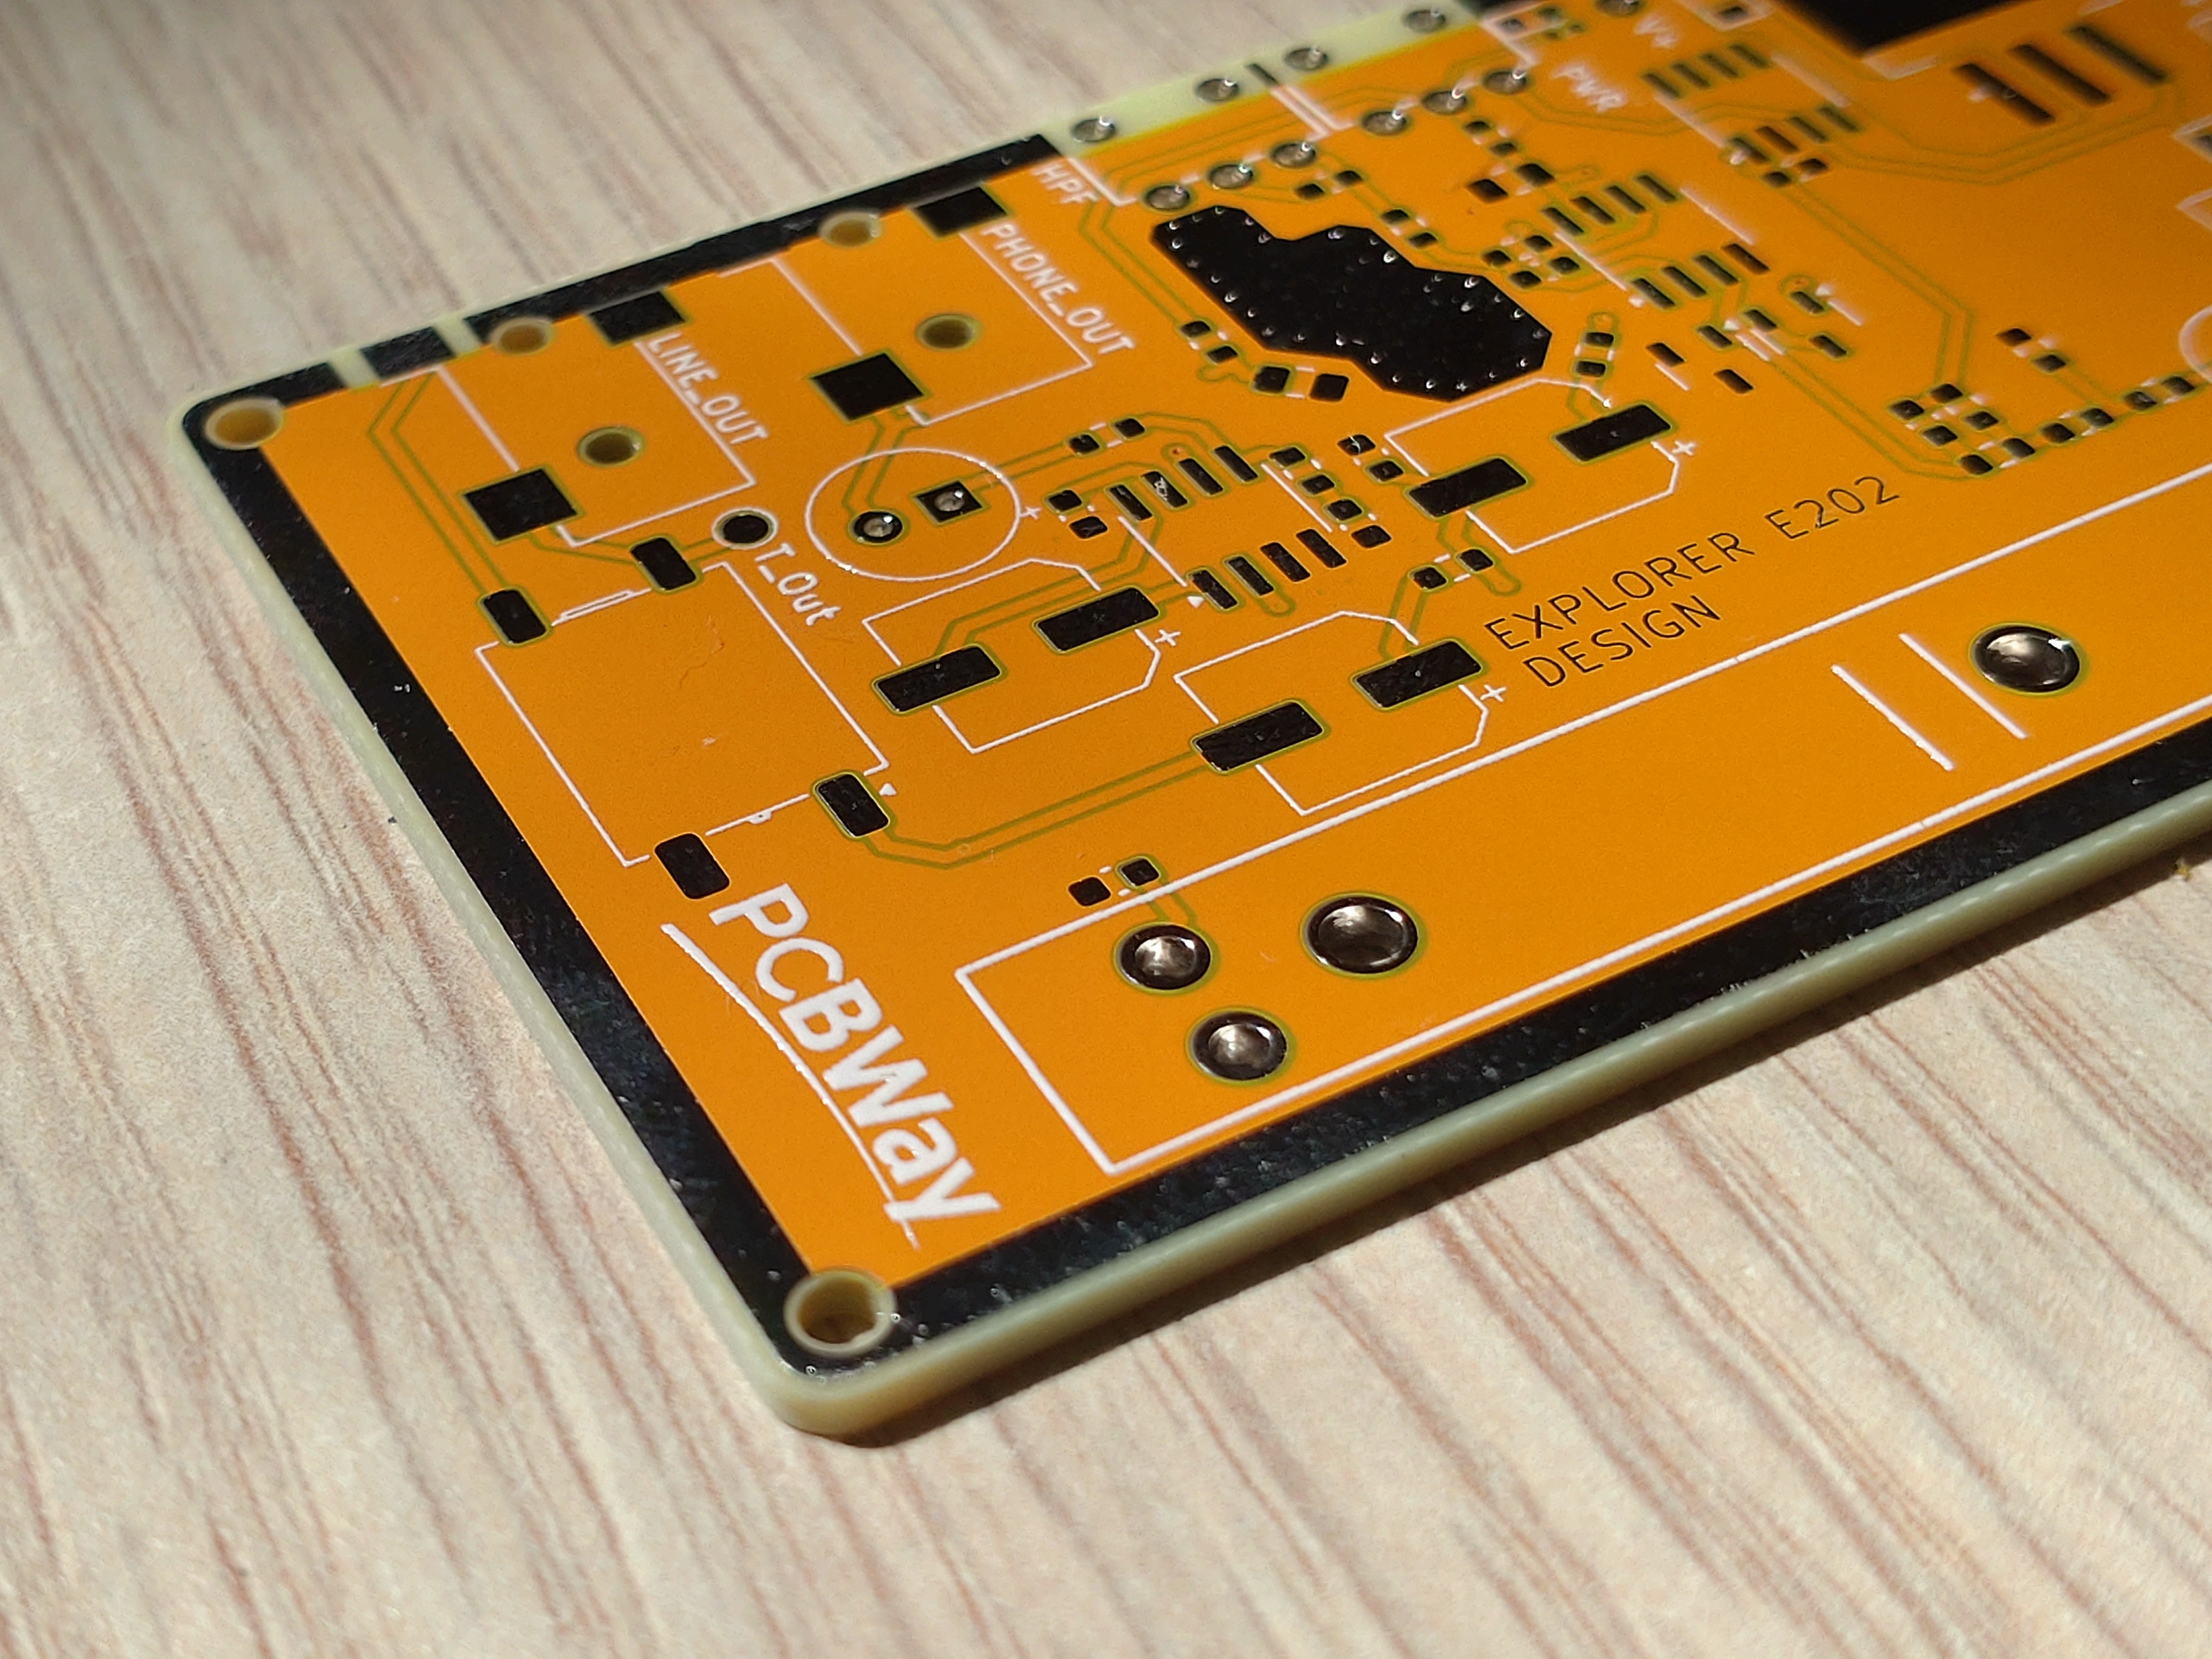 V+
PWR
HPF
PHONE_OUT
LINE_OUT
T_Out
EXPLORER E202
DESIGN
PCBWay